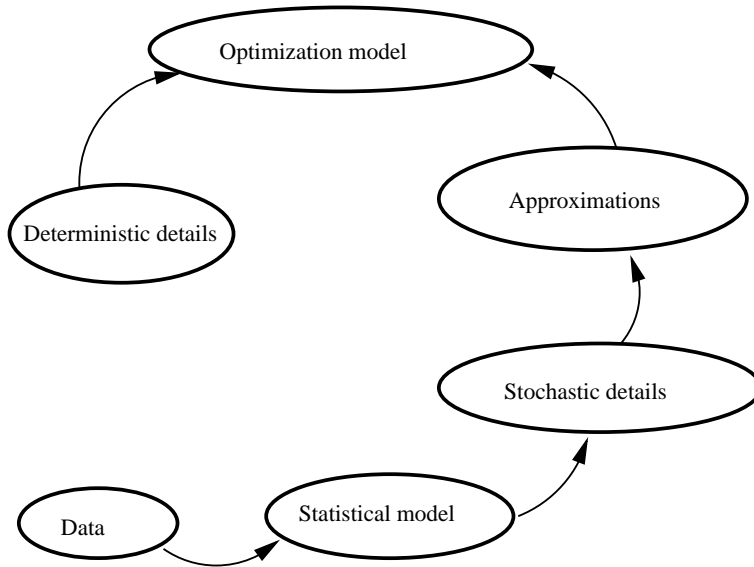 Optimization model
Deterministic details
Approximations
Stochastic details
Statistical model
Data